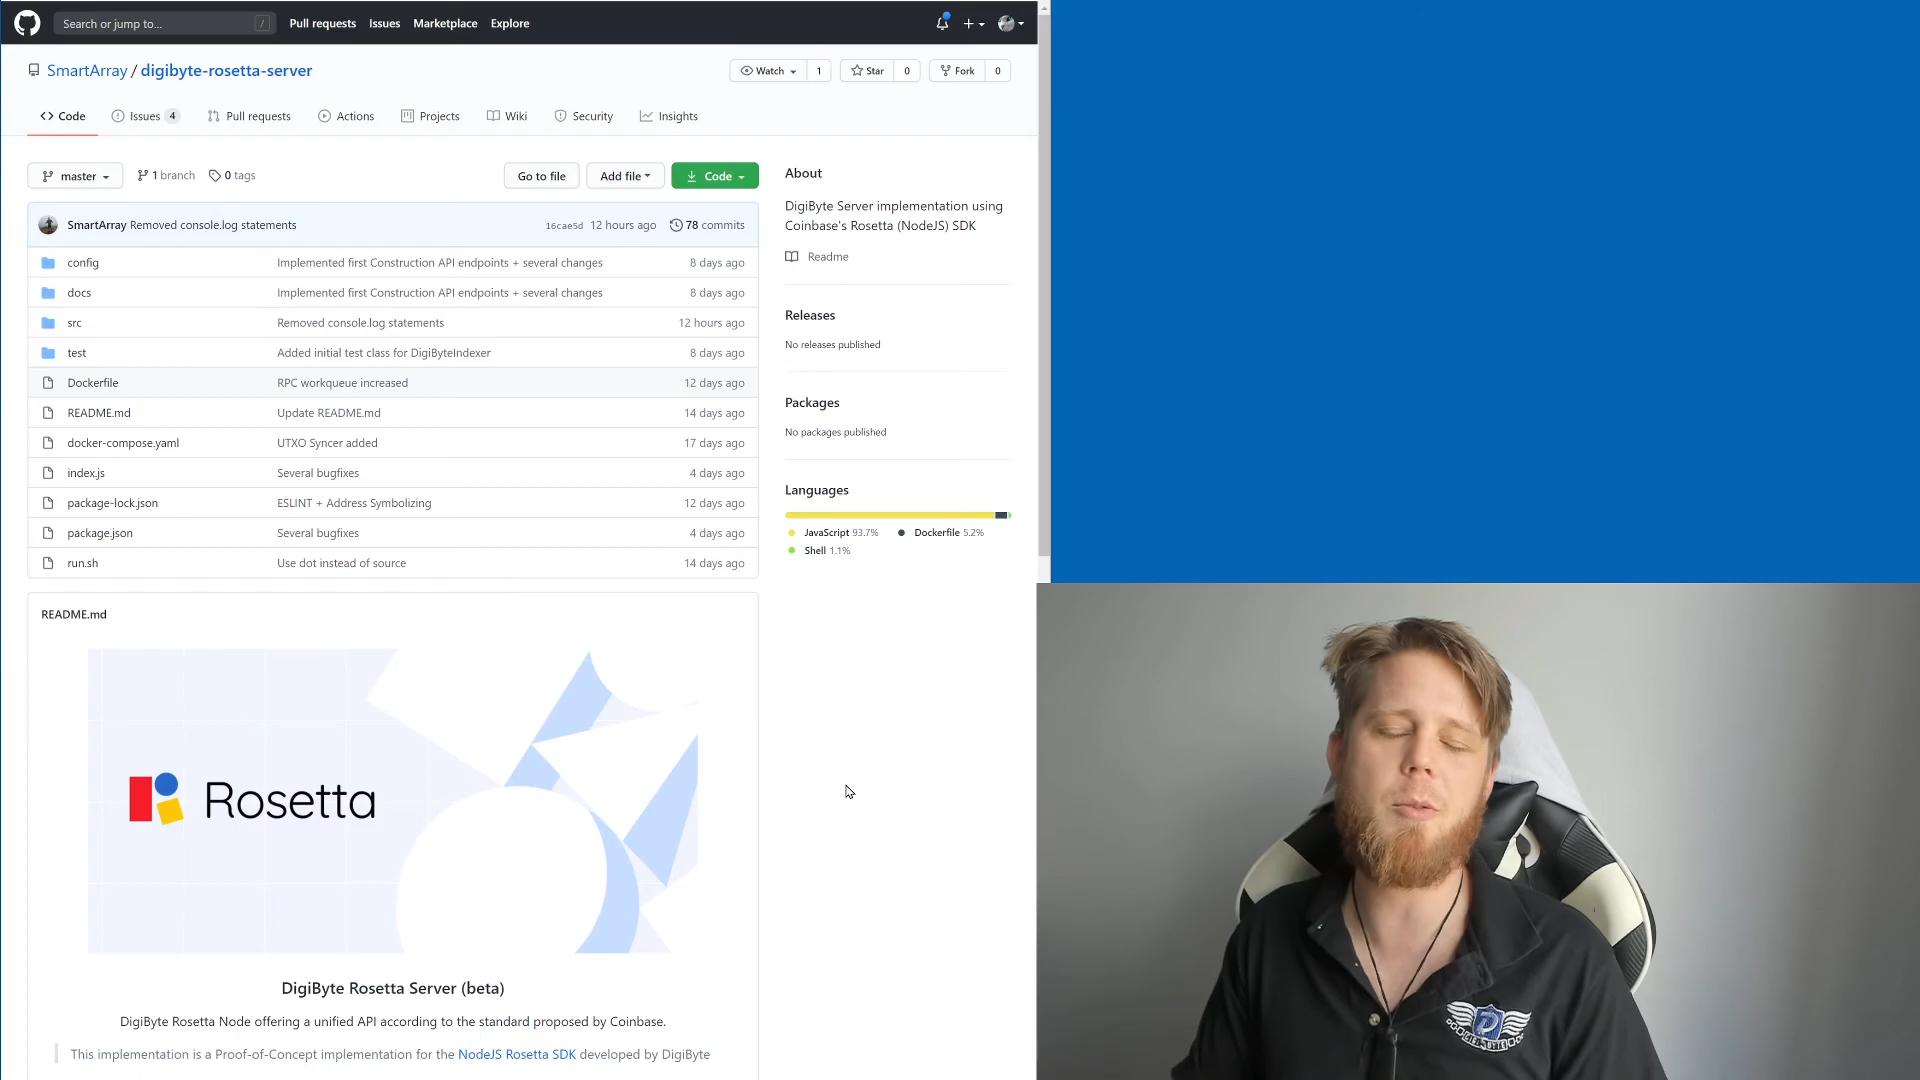 Search or jump to... /
Pull requests Issues Marketplace Explore
SmartArray / digibyte-rosetta-server
Watch 1 Star 0 Fork 0
Code Issues 4 Pull requests Actions Projects Wiki Security Insights
master 1 branch 0 tags Go to file Add file Code
SmartArray Removed console.log statements 16cae5d 12 hours ago 78 commits
config Implemented first Construction API endpoints + several changes 8 days ago
docs Implemented first Construction API endpoints + several changes 8 days ago
src Removed console.log statements 12 hours ago
test Added initial test class for DigiByteIndexer 8 days ago
Dockerfile RPC workqueue increased 12 days ago
README.md Update README.md 14 days ago
docker-compose.yaml UTXO Syncer added 17 days ago
index.js Several bugfixes 4 days ago
package-lock.json ESLINT + Address Symbolizing 12 days ago
package.json Several bugfixes 4 days ago
run.sh Use dot instead of source 14 days ago
About
DigiByte Server implementation using
Coinbase's Rosetta (NodeJS) SDK
Readme
Releases
No releases published
Packages
No packages published
Languages
JavaScript 93.7% Dockerfile 5.2%
Shell 1.1%
README.md
Rosetta
DigiByte Rosetta Server (beta)
DigiByte Rosetta Node offering a unified API according to the standard proposed by Coinbase.
This implementation is a Proof-of-Concept implementation for the NodeJS Rosetta SDK developed by DigiByte